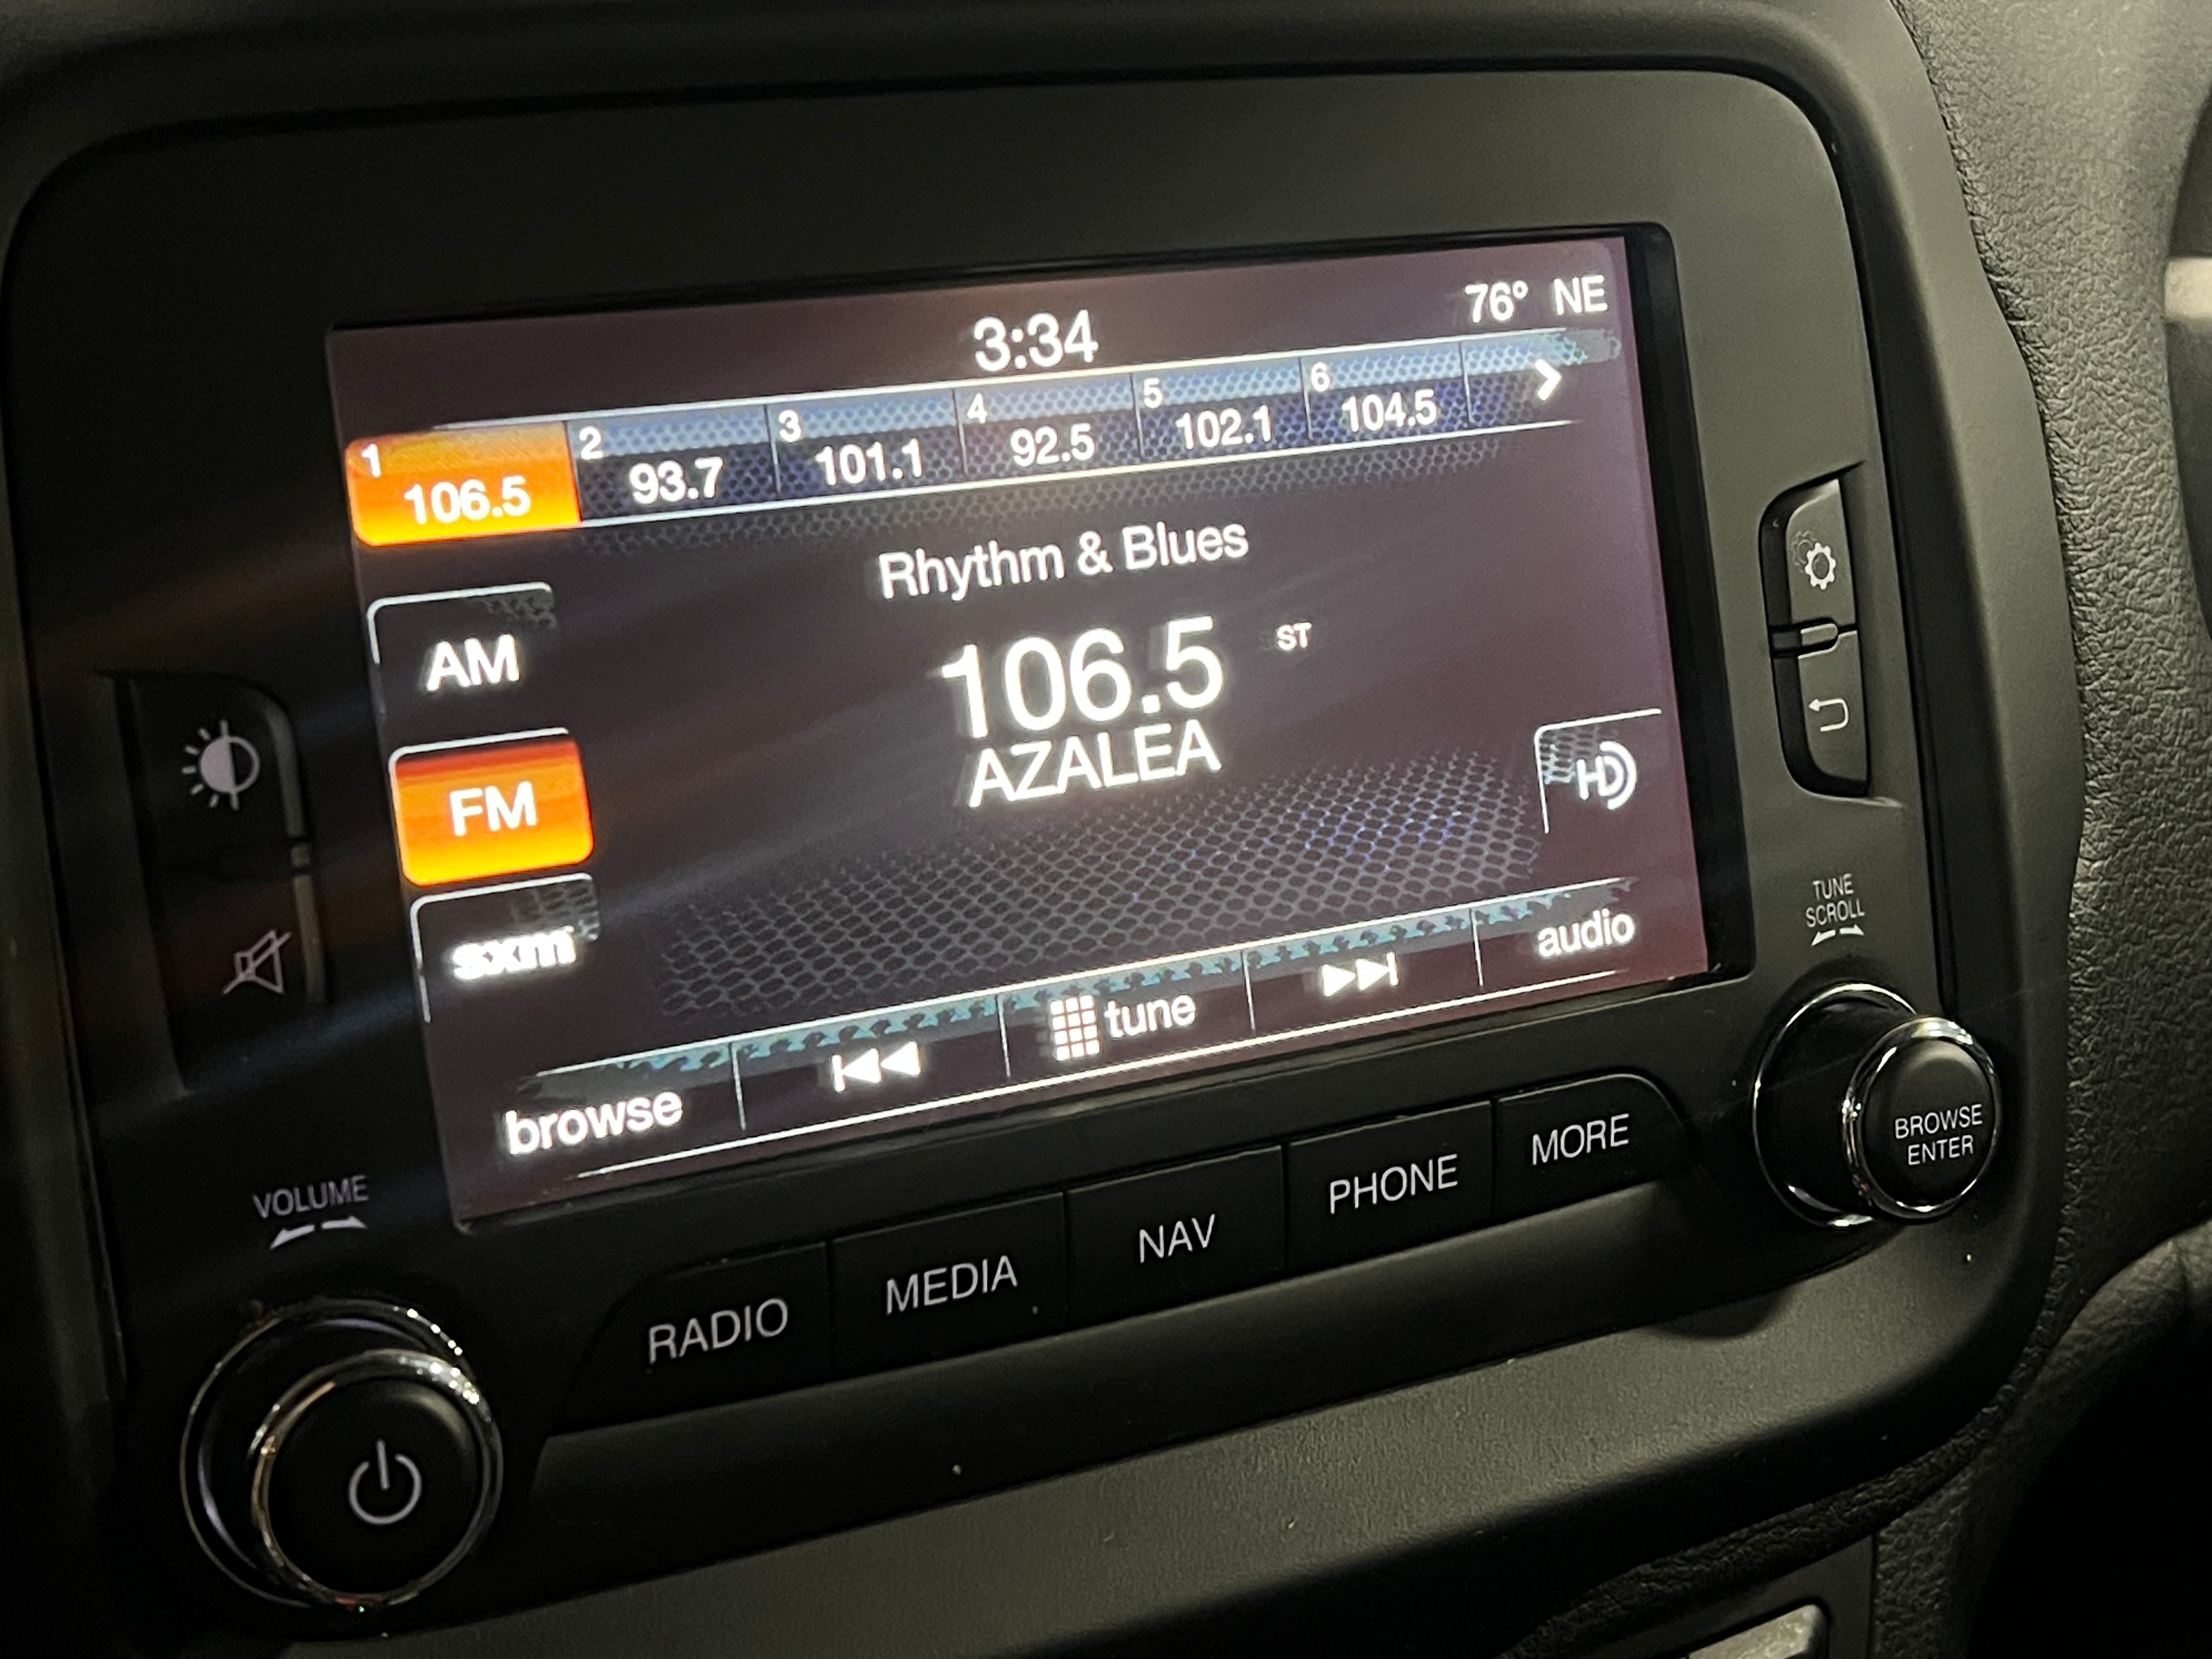 3:34
76° NE
1 2 3 4 5 6
106.5 93.7 101.1 92.5 102.1 104.5
Rhythm & Blues
AM
106.5 ST
AZALEA
FM
HD
sxm
browse tune audio
TUNE
SCROLL
BROWSE
ENTER
VOLUME
RADIO MEDIA NAV PHONE MORE